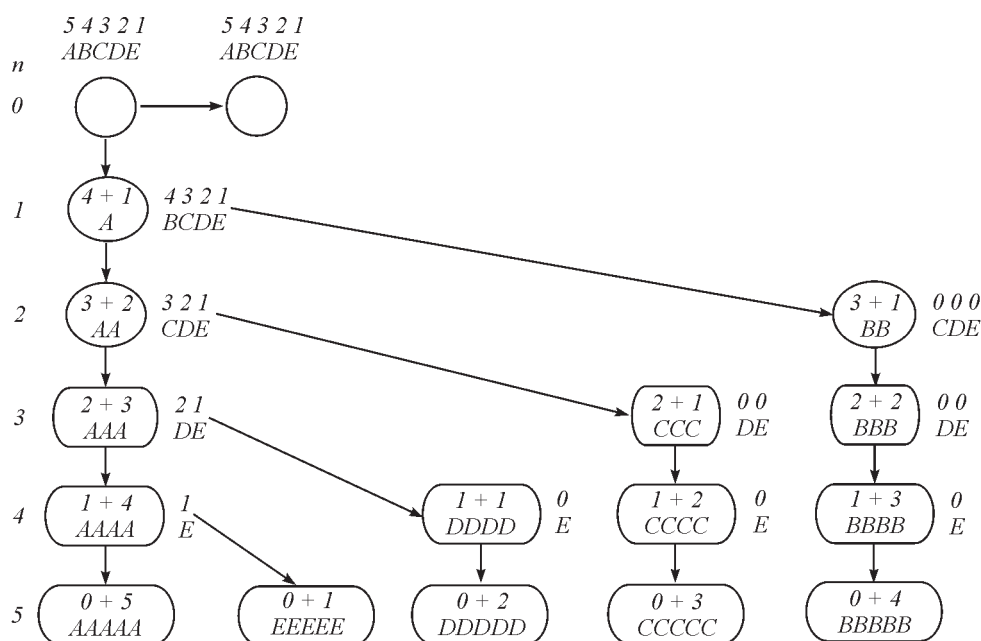 5 4 3 2 1 5 4 3 2 1
ABCDE ABCDE
n
0
4 + 1 4 3 2 1
1
A BCDE
3 + 2 3 2 1 3 + 1 0 0 0
2
AA CDE BB CDE
2 + 3 2 1 2 + 1 0 0 2 + 2 0 0
3
AAA DE CCC DE BBB DE
1 + 4 1 1 + 1 0 1 + 2 0 1 + 3 0
4
AAAA E DDDD E CCCC E BBBB E
0 + 5 0 + 1 0 + 2 0 + 3 0 + 4
5
AAAAA EEEEE DDDDD CCCCC BBBBB